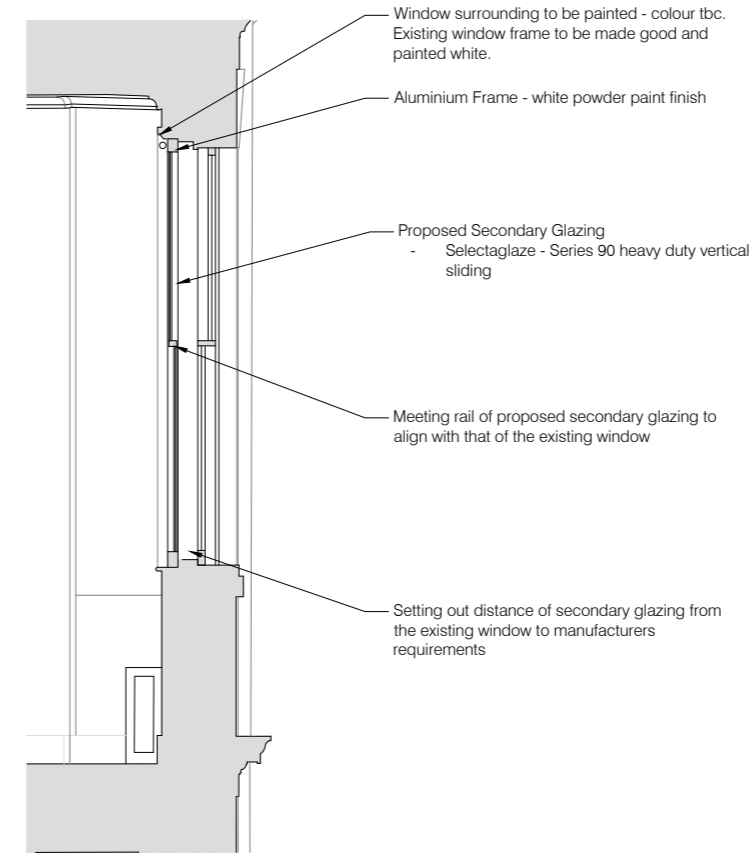 Window surrounding to be painted - colour tbc.
Existing window frame to be made good and
painted white.
Aluminium Frame - white powder paint finish
Proposed Secondary Glazing
- Selectaglaze - Series 90 heavy duty vertical
sliding
Meeting rail of proposed secondary glazing to
align with that of the existing window
Setting out distance of secondary glazing from
the existing window to manufacturers
requirements